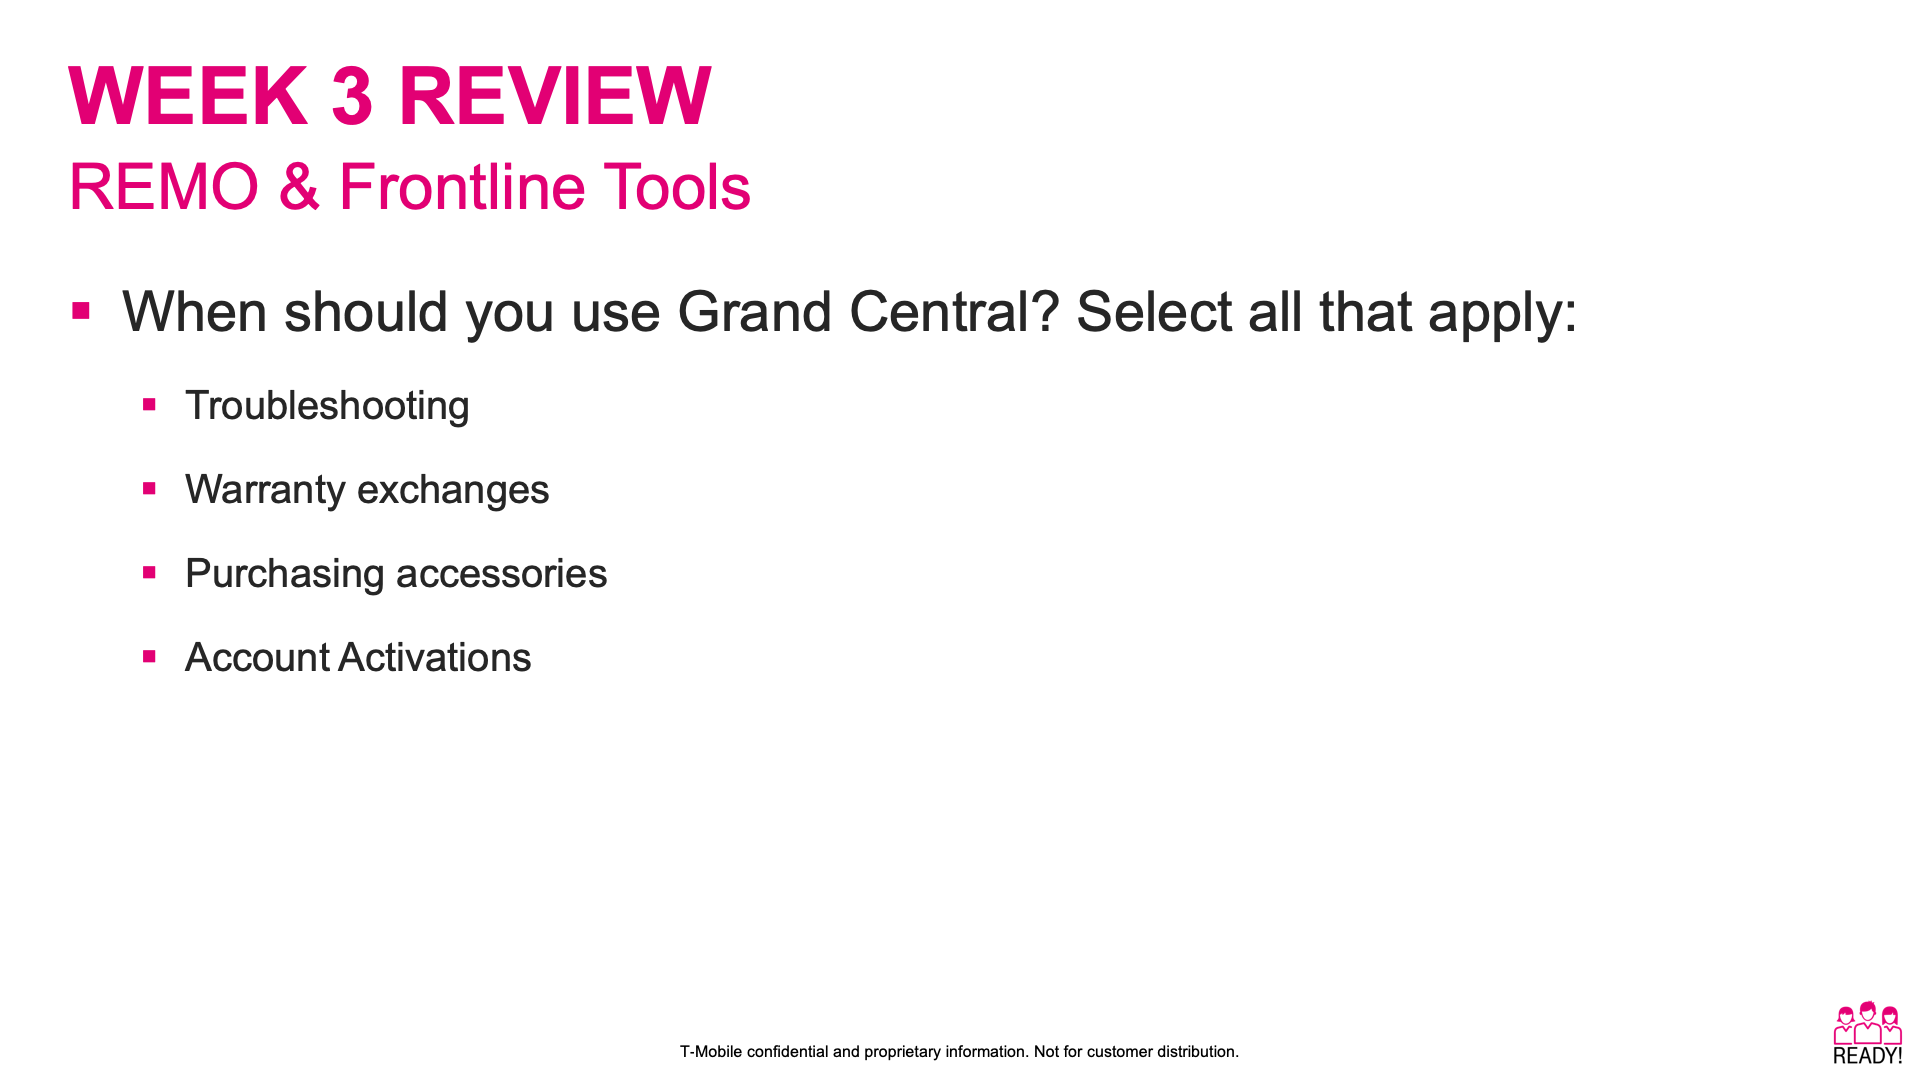 WEEK 3 REVIEW
REMO & Frontline Tools
▪ When should you use Grand Central? Select all that apply:
▪ Troubleshooting
▪ Warranty exchanges
▪ Purchasing accessories
▪ Account Activations
T-Mobile confidential and proprietary information. Not for customer distribution.
READY!